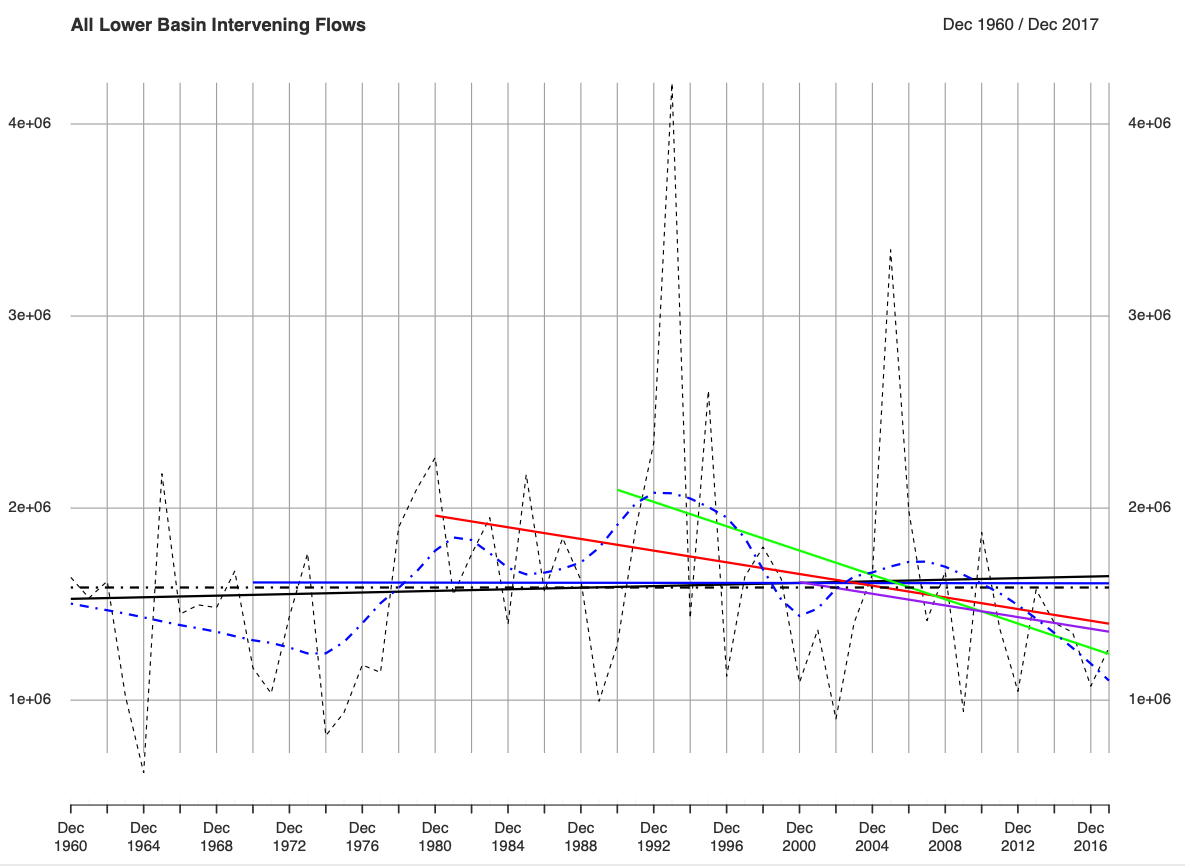 All Lower Basin Intervening Flows
Dec 1960 / Dec 2017
4e+06 4e+06
3e+06 3e+06
2e+06 2e+06
1e+06 1e+06
Dec Dec Dec Dec Dec Dec Dec Dec Dec Dec Dec Dec Dec Dec Dec
1960 1964 1968 1972 1976 1980 1984 1988 1992 1996 2000 2004 2008 2012 2016